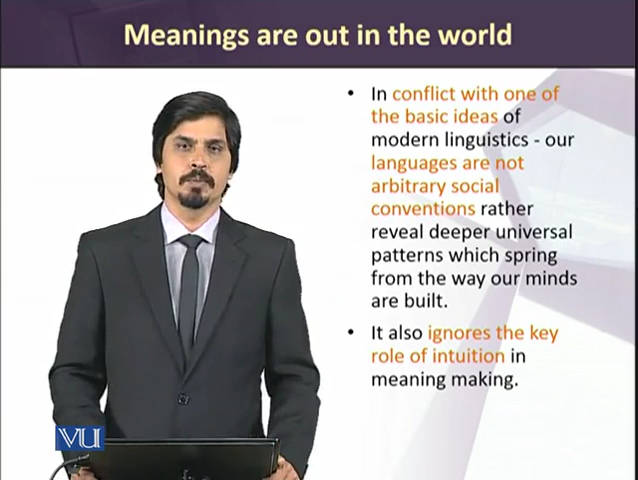 Meanings are out in the world
• In conflict with one of
the basic ideas of
modern linguistics - our
languages are not
arbitrary social
conventions rather
reveal deeper universal
patterns which spring
from the way our minds
are built.
• It also ignores the key
role of intuition in
meaning making.
VU